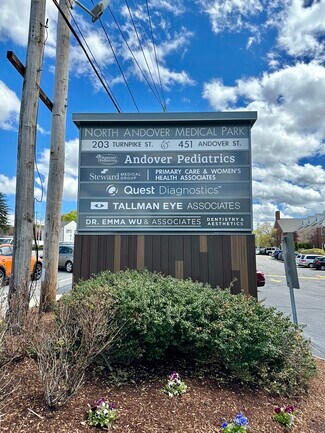 NORTH ANDOVER MEDICAL PARK
203 TURNPIKE ST. & 451 ANDOVER ST.
Andover Pediatrics
Steward MEDICAL GROUP PRIMARY CARE & WOMEN'S HEALTH ASSOCIATES
Quest Diagnostics
TALLMAN EYE ASSOCIATES
DR. EMMA WU & ASSOCIATES DENTISTRY & AESTHETICS